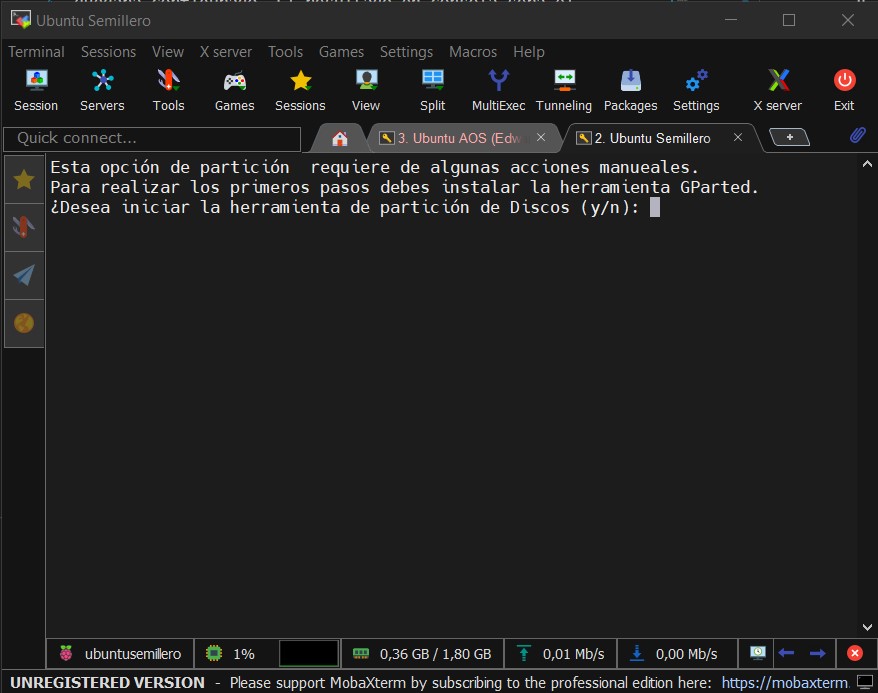 Ubuntu Semillero
Terminal Sessions View X server Tools Games Settings Macros Help
Session Servers Tools Games Sessions View Split MultiExec Tunneling Packages Settings X server Exit
Quick connect...
3. Ubuntu AOS (Edw
2. Ubuntu Semillero
Esta opción de partición  requiere de algunas acciones manueales.
Para realizar los primeros pasos debes instalar la herramienta GParted.
¿Desea iniciar la herramienta de partición de Discos (y/n):
ubuntusemillero 1% 0,36 GB / 1,80 GB 0,01 Mb/s 0,00 Mb/s
UNREGISTERED VERSION - Please support MobaXterm by subscribing to the professional edition here: https://mobaxterm.